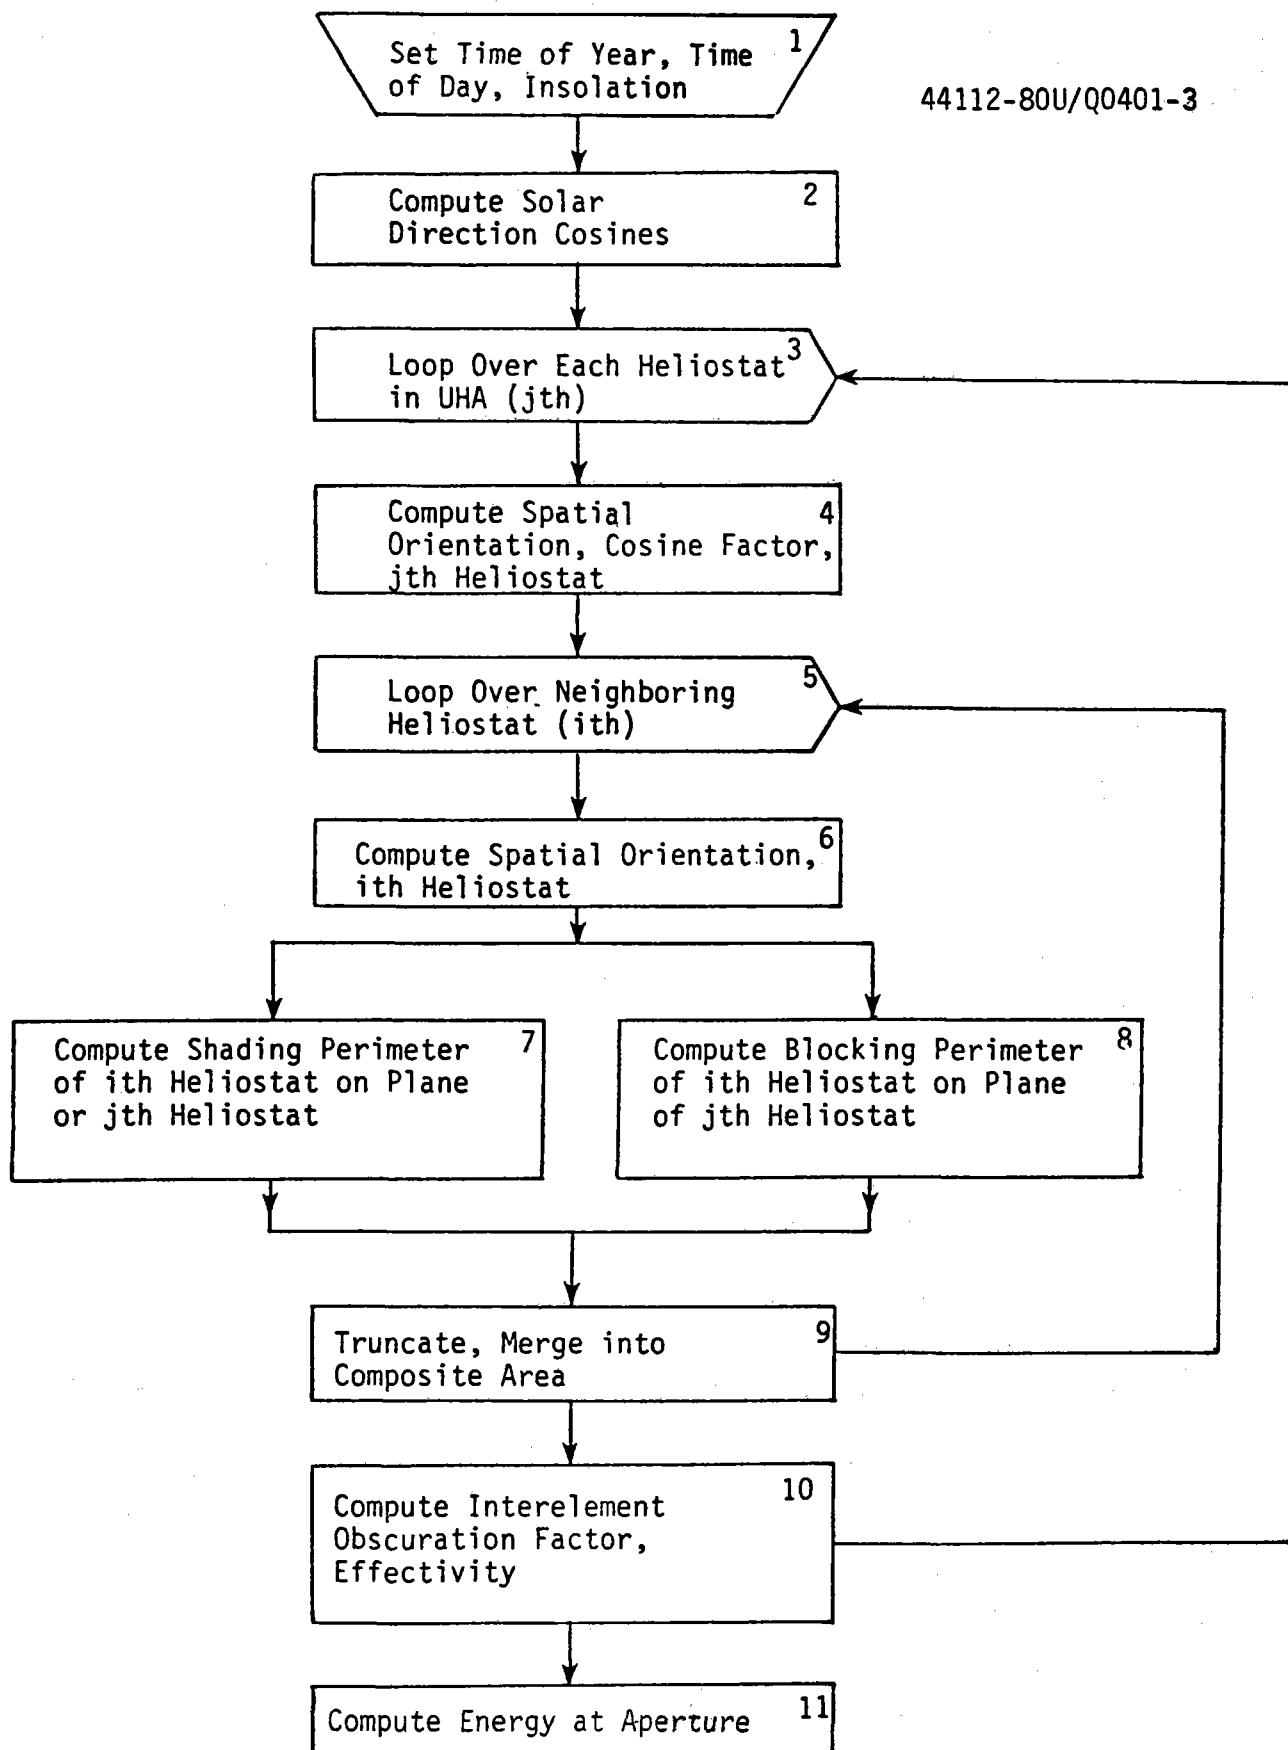 Set Time of Year, Time
of Day, Insolation
1
44112-80U/Q0401-3
Compute Solar
Direction Cosines
2
Loop Over Each Heliostat
in UHA (jth)
3
Compute Spatial
Orientation, Cosine Factor,
jth Heliostat
4
Loop Over Neighboring
Heliostat (ith)
5
Compute Spatial Orientation,
ith Heliostat
6
Compute Shading Perimeter
of ith Heliostat on Plane
or jth Heliostat
7
Compute Blocking Perimeter
of ith Heliostat on Plane
of jth Heliostat
8
Truncate, Merge into
Composite Area
9
Compute Interelement
Obscuration Factor,
Effectivity
10
Compute Energy at Aperture
11